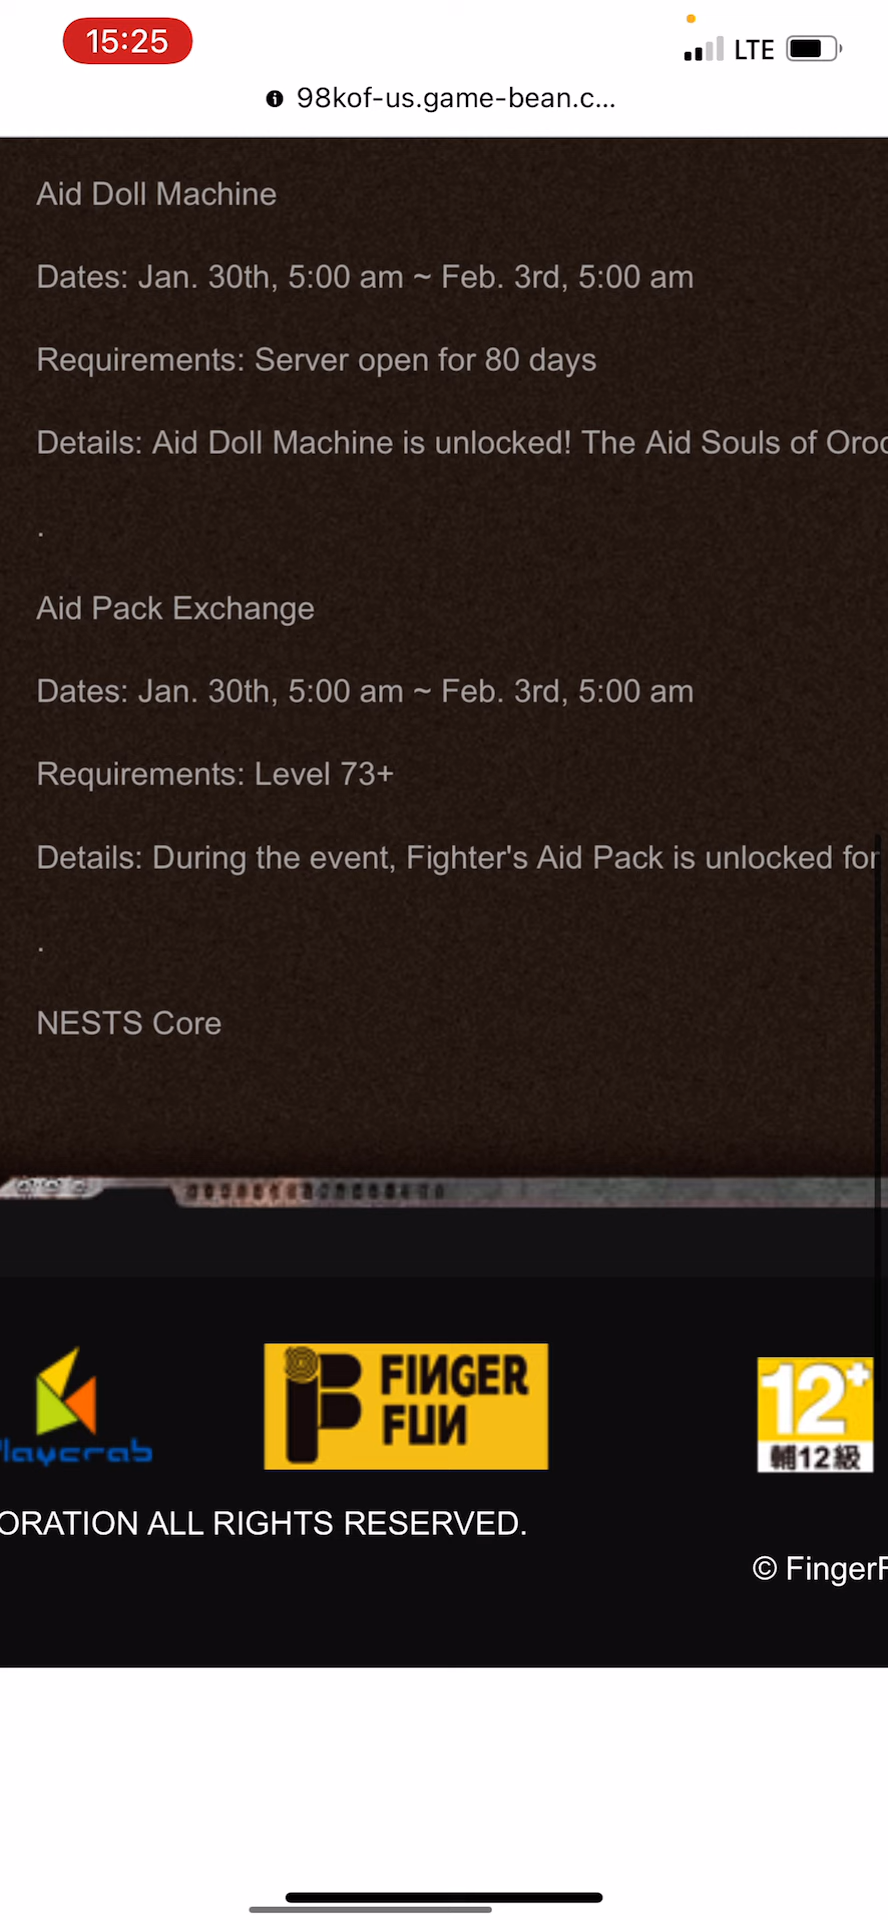 15:25
LTE
98kof-us.game-bean.c...
Aid Doll Machine
Dates: Jan. 30th, 5:00 am ~ Feb. 3rd, 5:00 am
Requirements: Server open for 80 days
Details: Aid Doll Machine is unlocked! The Aid Souls of Oroc
.
Aid Pack Exchange
Dates: Jan. 30th, 5:00 am ~ Feb. 3rd, 5:00 am
Requirements: Level 73+
Details: During the event, Fighter's Aid Pack is unlocked for
.
NESTS Core
laycrab
FINGER
FUN
12+
輔12級
ORATION ALL RIGHTS RESERVED.
© FingerF